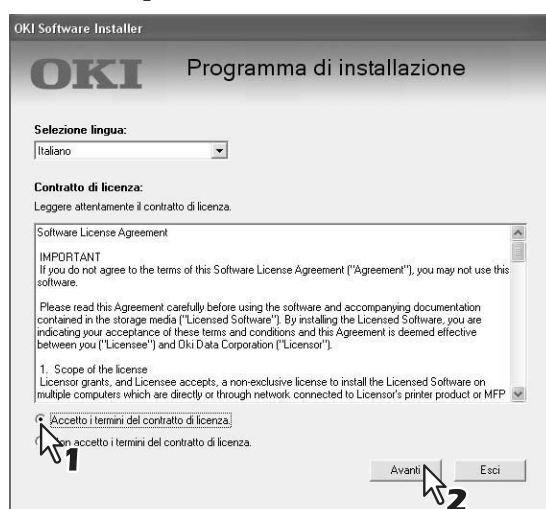 OKI Software Installer
OKI
Programma di installazione
Selezione lingua:
Italiano
Contratto di licenza:
Leggere attentamente il contratto di licenza.
Software License Agreement
IMPORTANT
If you do not agree to the terms of this Software License Agreement ("Agreement"), you may not use this
software.
Please read this Agreement carefully before using the software and accompanying documentation
contained in the storage media ("Licensed Software"). By installing the Licensed Software, you are
indicating your acceptance of these terms and conditions and this Agreement is deemed effective
between you ("Licensee") and Oki Data Corporation ("Licensor").
1. Scope of the license
Licensor grants, and Licensee accepts, a non-exclusive license to install the Licensed Software on
multiple computers which are directly or through network connected to Licensor's printer product or MFP
Accetto i termini del contratto di licenza.
accetto i termini del contratto di licenza.
1
Avanti
Esci
2